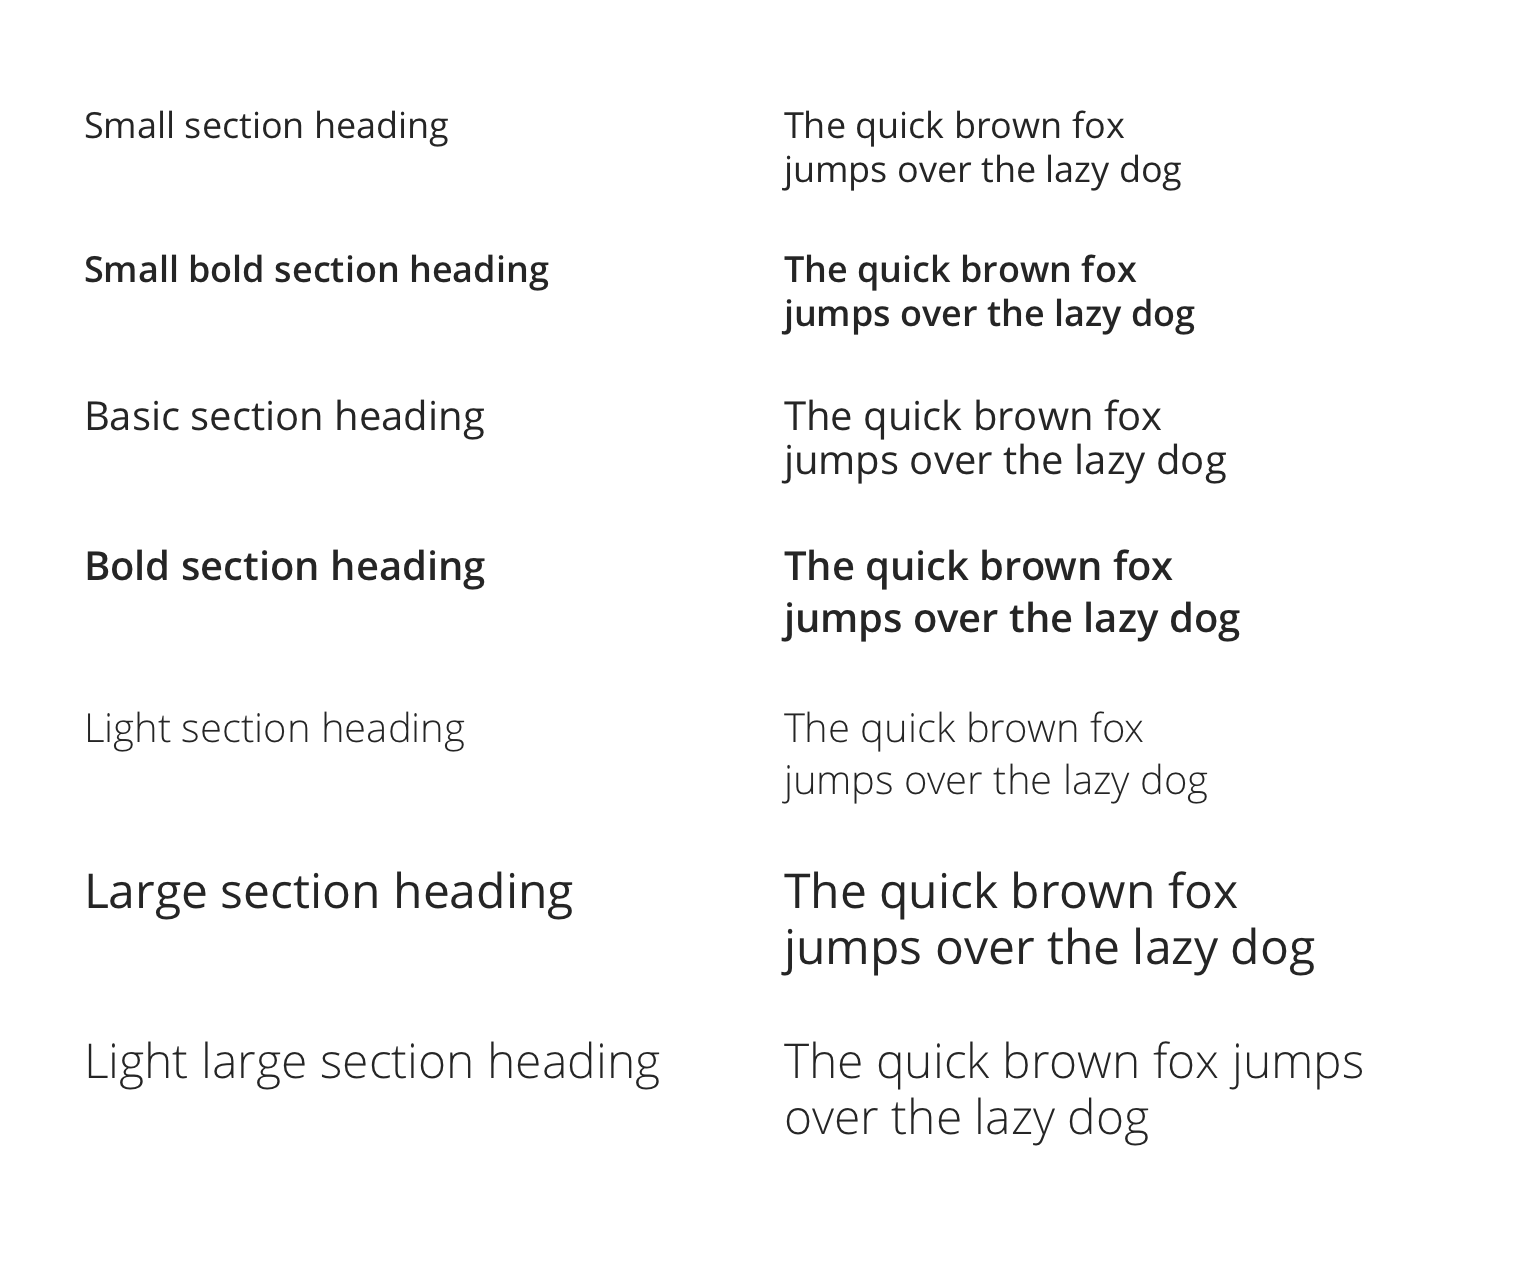 Small section heading
The quick brown fox
jumps over the lazy dog
Small bold section heading
The quick brown fox
jumps over the lazy dog
Basic section heading
The quick brown fox
jumps over the lazy dog
Bold section heading
The quick brown fox
jumps over the lazy dog
Light section heading
The quick brown fox
jumps over the lazy dog
Large section heading
The quick brown fox
jumps over the lazy dog
Light large section heading
The quick brown fox jumps
over the lazy dog